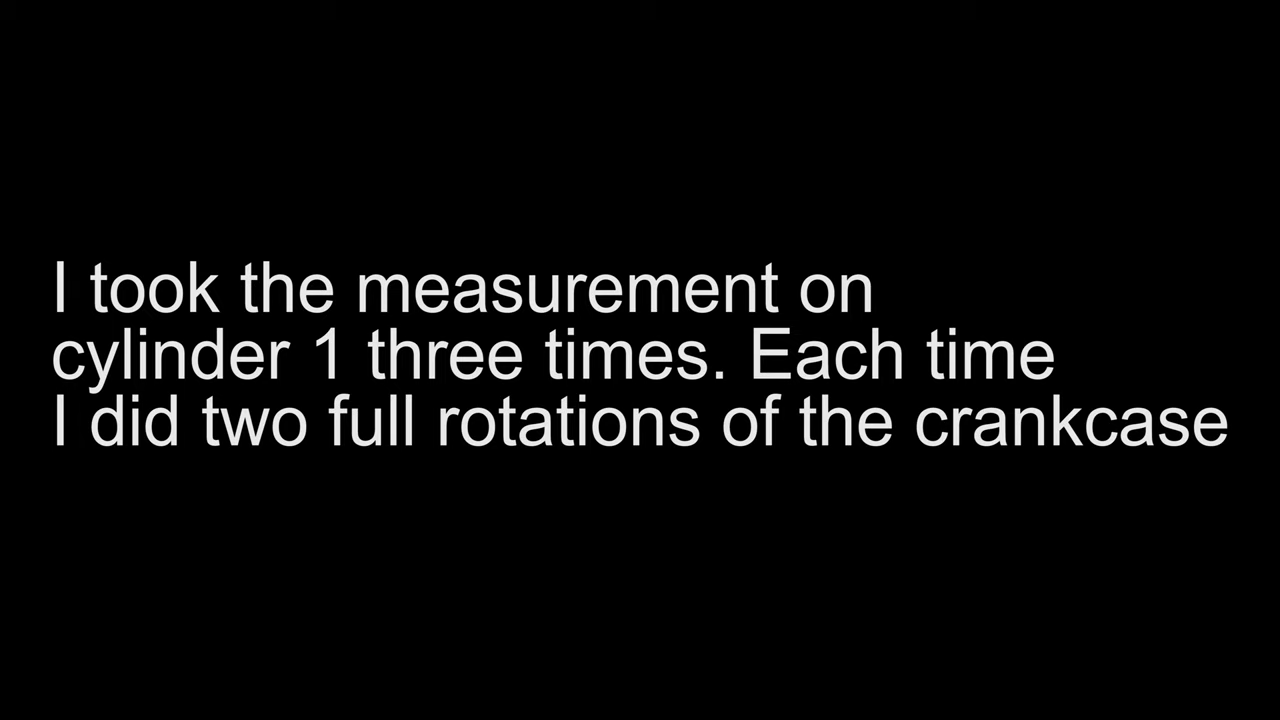 I took the measurement on
cylinder 1 three times. Each time
I did two full rotations of the crankcase